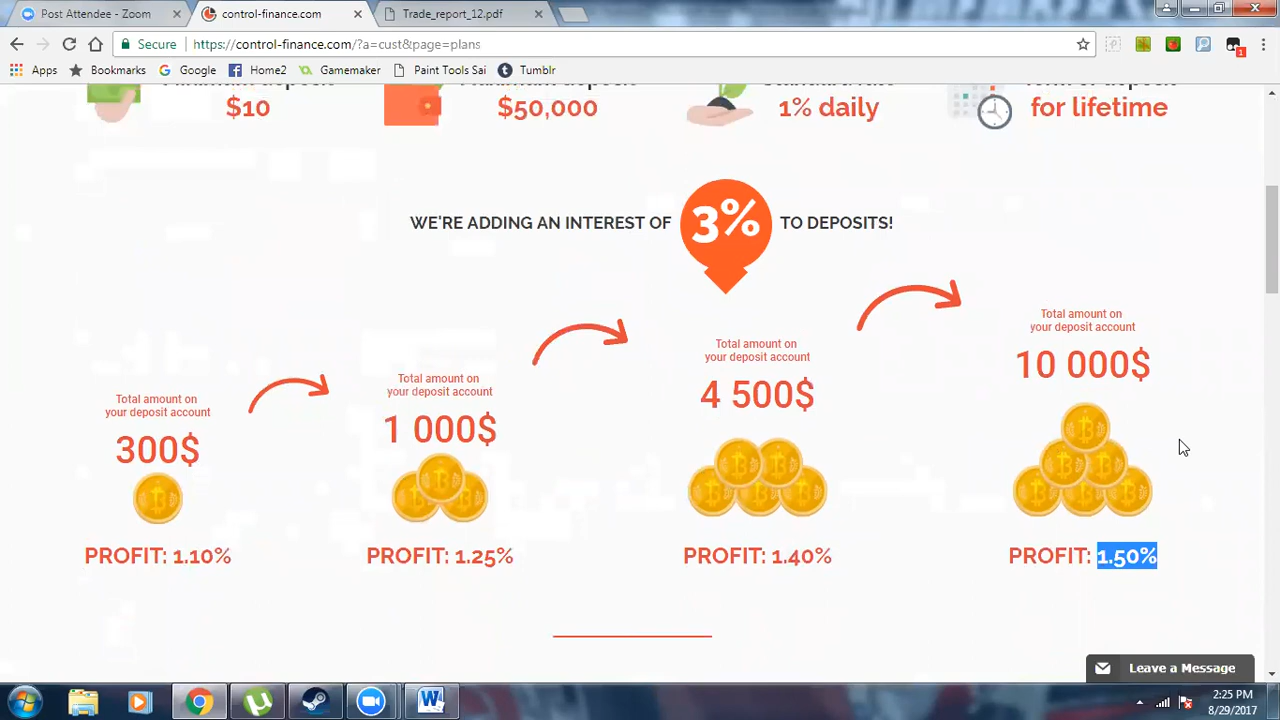 Post Attendee - Zoom
control-finance.com
Trade_report_12.pdf
Secure
https://control-finance.com/?a=cust&page=plans
Apps
Bookmarks
Google
Home2
Gamemaker
Paint Tools Sai
Tumblr
1
$10
$50,000
1% daily
for lifetime
WE'RE ADDING AN INTEREST OF 3% TO DEPOSITS!
Total amount on
your deposit account
300$
PROFIT: 1.10%
Total amount on
your deposit account
1 000$
PROFIT: 1.25%
Total amount on
your deposit account
4 500$
PROFIT: 1.40%
Total amount on
your deposit account
10 000$
PROFIT: 1.50%
Leave a Message
2:25 PM
8/29/2017